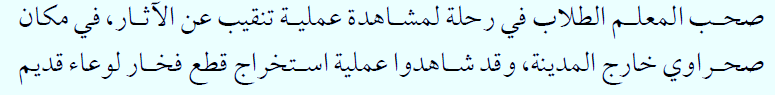 صحب المعلم الطلاب في رحلة لمشاهدة عملية تنقيب عن الآثار، في مكان
صحراوي خارج المدينة، وقد شاهدوا عملية استخراج قطع فخار لوعاء قديم